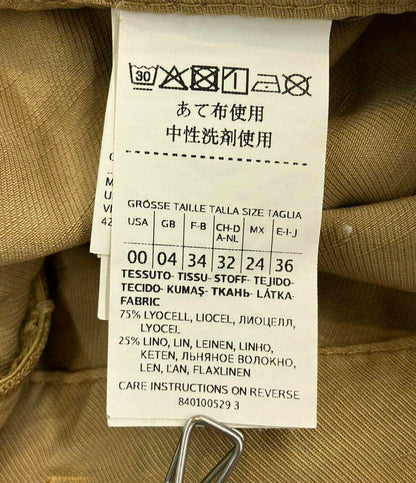 30
あて布使用
中性洗剤使用
GRÖSSE TAILLE TALLA SIZE TAGLIA
USA GB F-B CH-D A-NL MX E-I-J
00 04 34 32 24 36
TESSUTO- TISSU- STOFF- TEJIDO-
TECIDO- KUMAŞ- ТКАНЬ- LÁTKA-
FABRIC
75% LYOCELL, LIOCEL, ЛИОЦЕЛЛ,
LYOCEL
25% LINO, LIN, LEINEN, LINHO,
KETEN, ЛЬНЯНОЕ ВОЛОКНО,
LEN, ĽAN, FLAXLINEN
CARE INSTRUCTIONS ON REVERSE
840100529 3